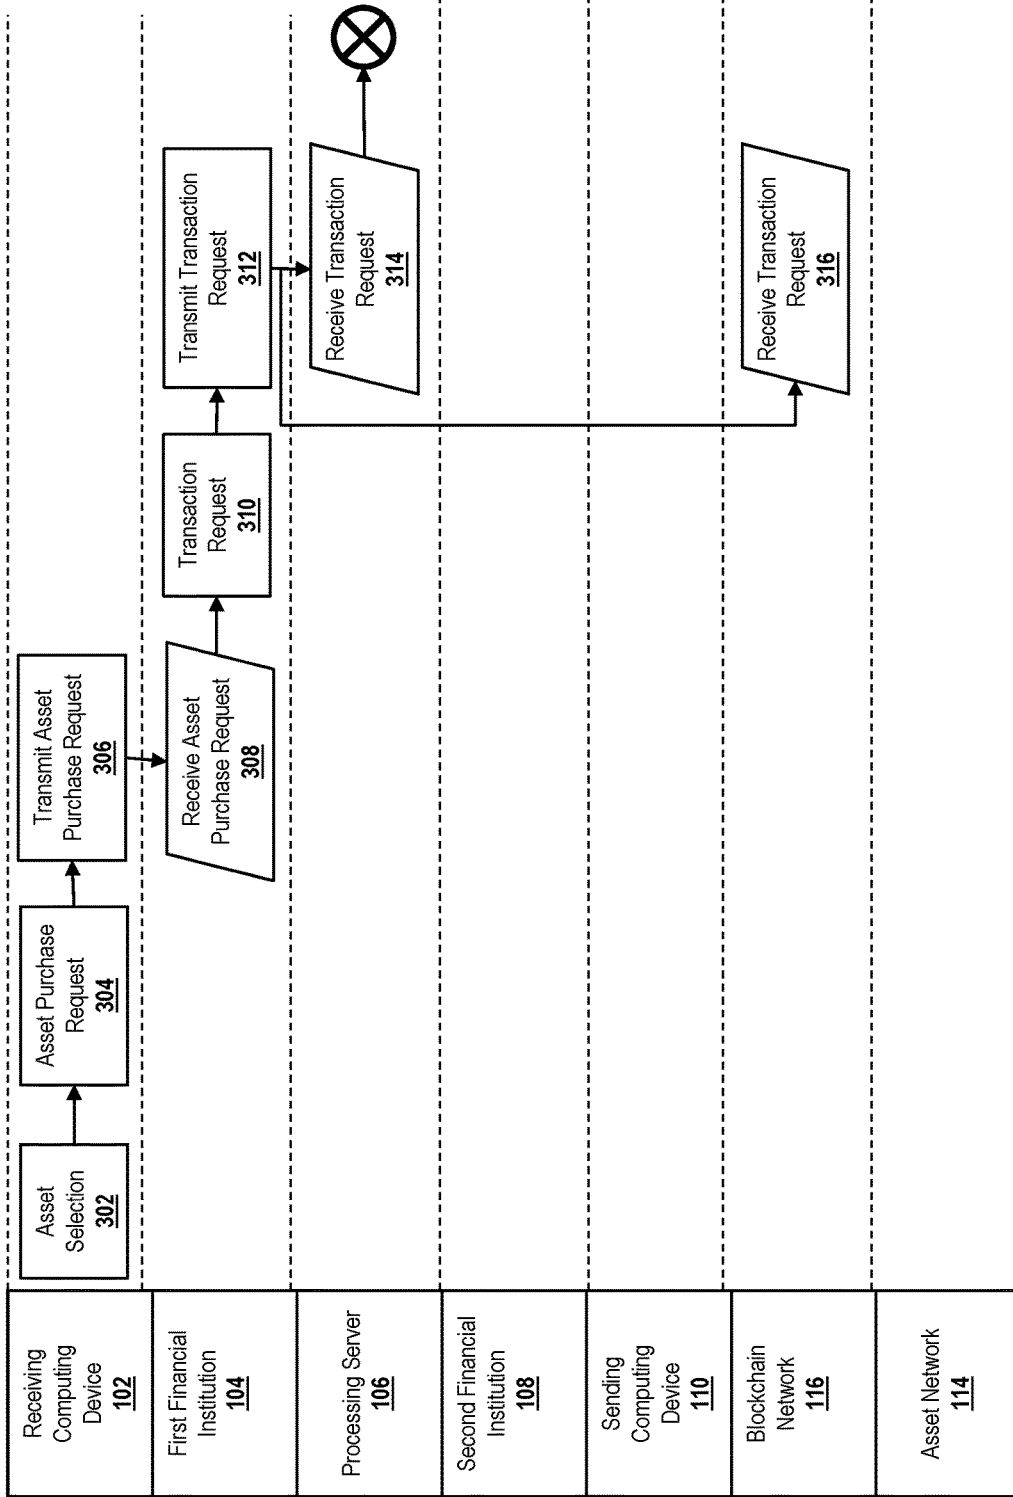 Receiving
Computing
Device
102
Asset
Selection
302
Asset Purchase
Request
304
Transmit Asset
Purchase Request
306
First Financial
Institution
104
Receive Asset
Purchase Request
308
Transaction
Request
310
Transmit Transaction
Request
312
Processing Server
106
Receive Transaction
Request
314
Second Financial
Institution
108
Sending
Computing
Device
110
Blockchain
Network
116
Receive Transaction
Request
316
Asset Network
114